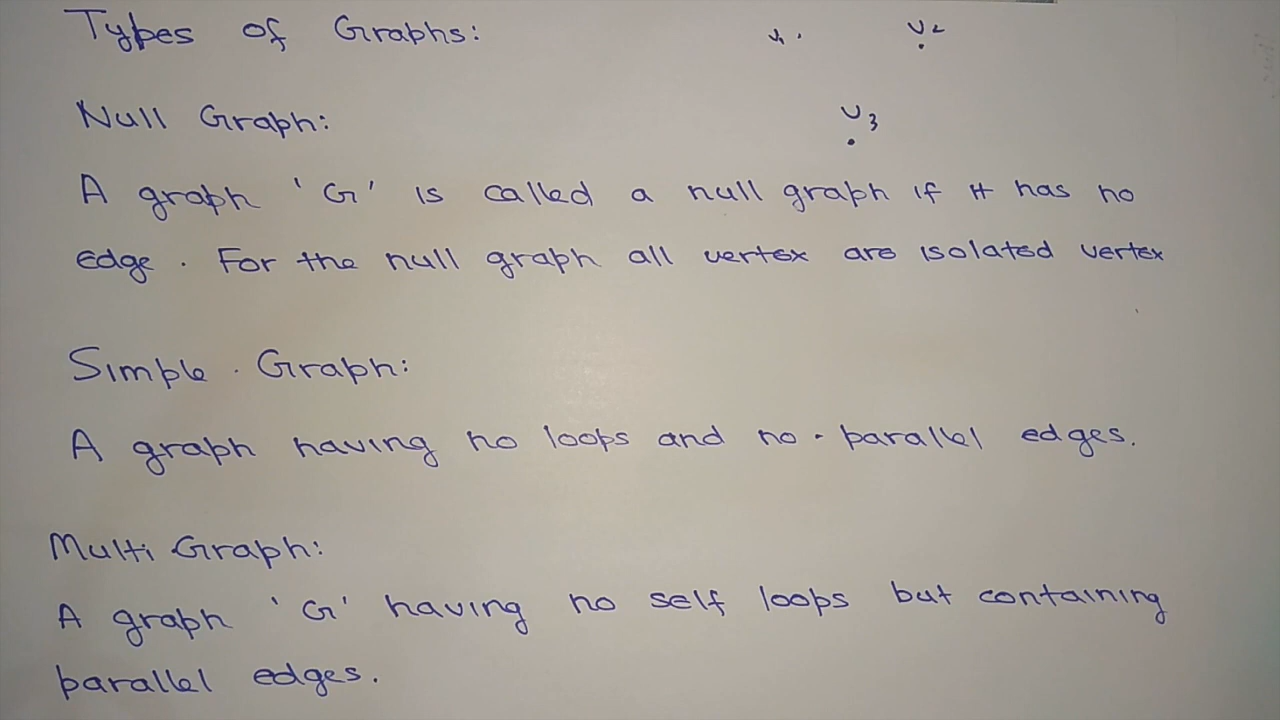 Types of Graphs:
v1 v2
Null Graph:
v3
A graph 'G' is called a null graph if it has no
edge. For the null graph all vertex are isolated vertex
Simple Graph:
A graph having no loops and no parallel edges.
Multi Graph:
A graph 'G' having no self loops but containing
parallel edges.